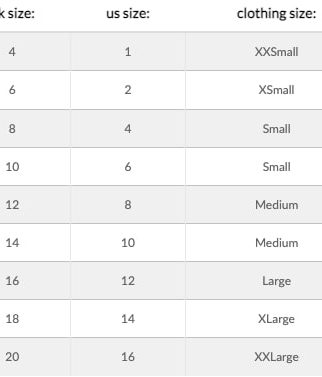 k size: us size: clothing size:
4 1 XXSmall
6 2 XSmall
8 4 Small
10 6 Small
12 8 Medium
14 10 Medium
16 12 Large
18 14 XLarge
20 16 XXLarge